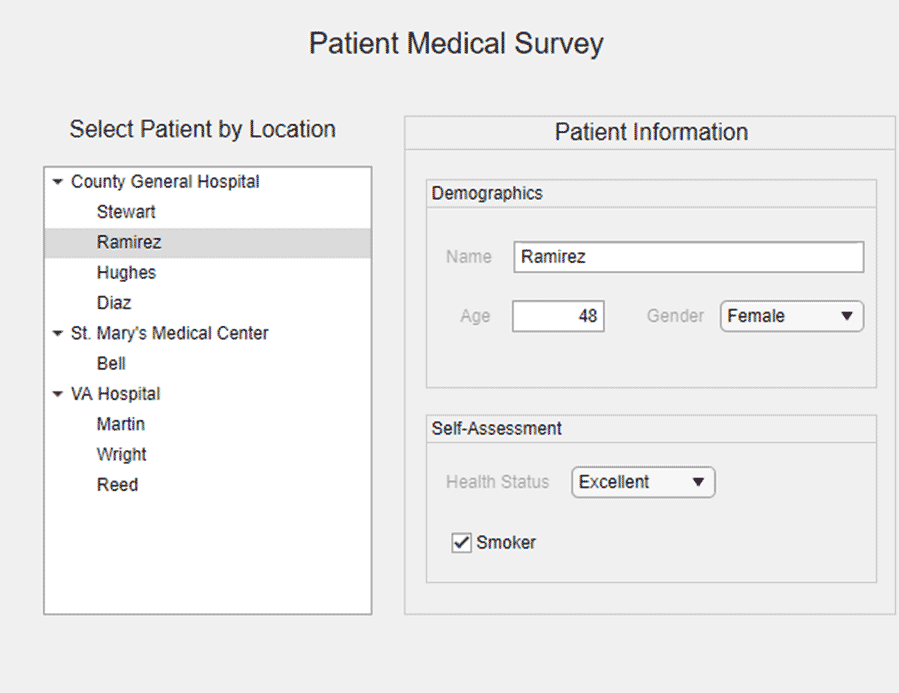 Patient Medical Survey
Select Patient by Location
County General Hospital
Stewart
Ramirez
Hughes
Diaz
St. Mary's Medical Center
Bell
VA Hospital
Martin
Wright
Reed
Patient Information
Demographics
Name Ramirez
Age 48 Gender Female
Self-Assessment
Health Status Excellent
Smoker